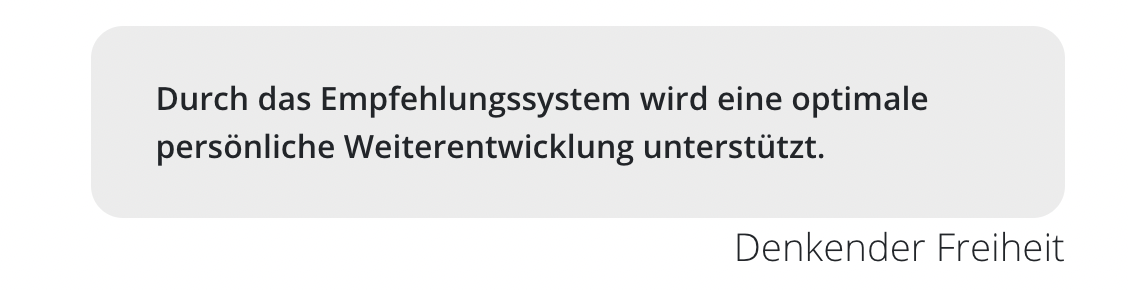 Durch das Empfehlungssystem wird eine optimale
persönliche Weiterentwicklung unterstützt.
Denkender Freiheit